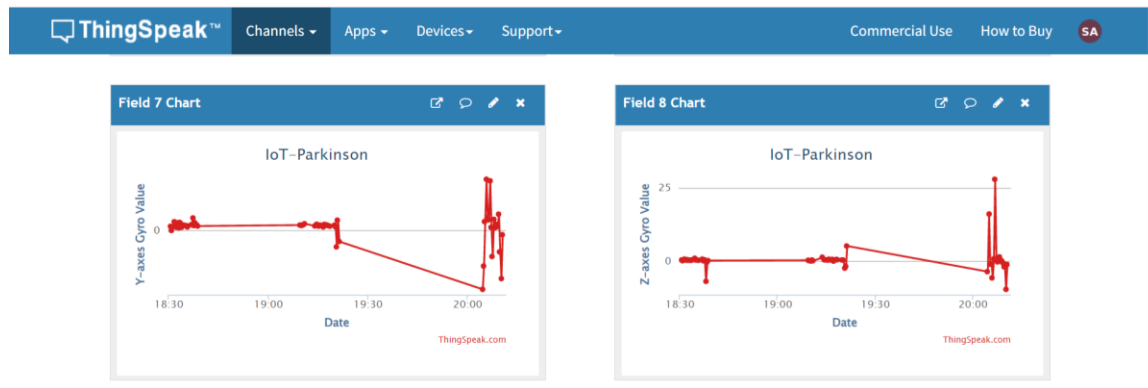 ThingSpeak™ Channels Apps Devices Support Commercial Use How to Buy SA
Field 7 Chart
IoT-Parkinson
Y-axes Gyro Value
0
18:30 19:00 19:30 20:00
Date
ThingSpeak.com
Field 8 Chart
IoT-Parkinson
Z-axes Gyro Value
25
0
18:30 19:00 19:30 20:00
Date
ThingSpeak.com